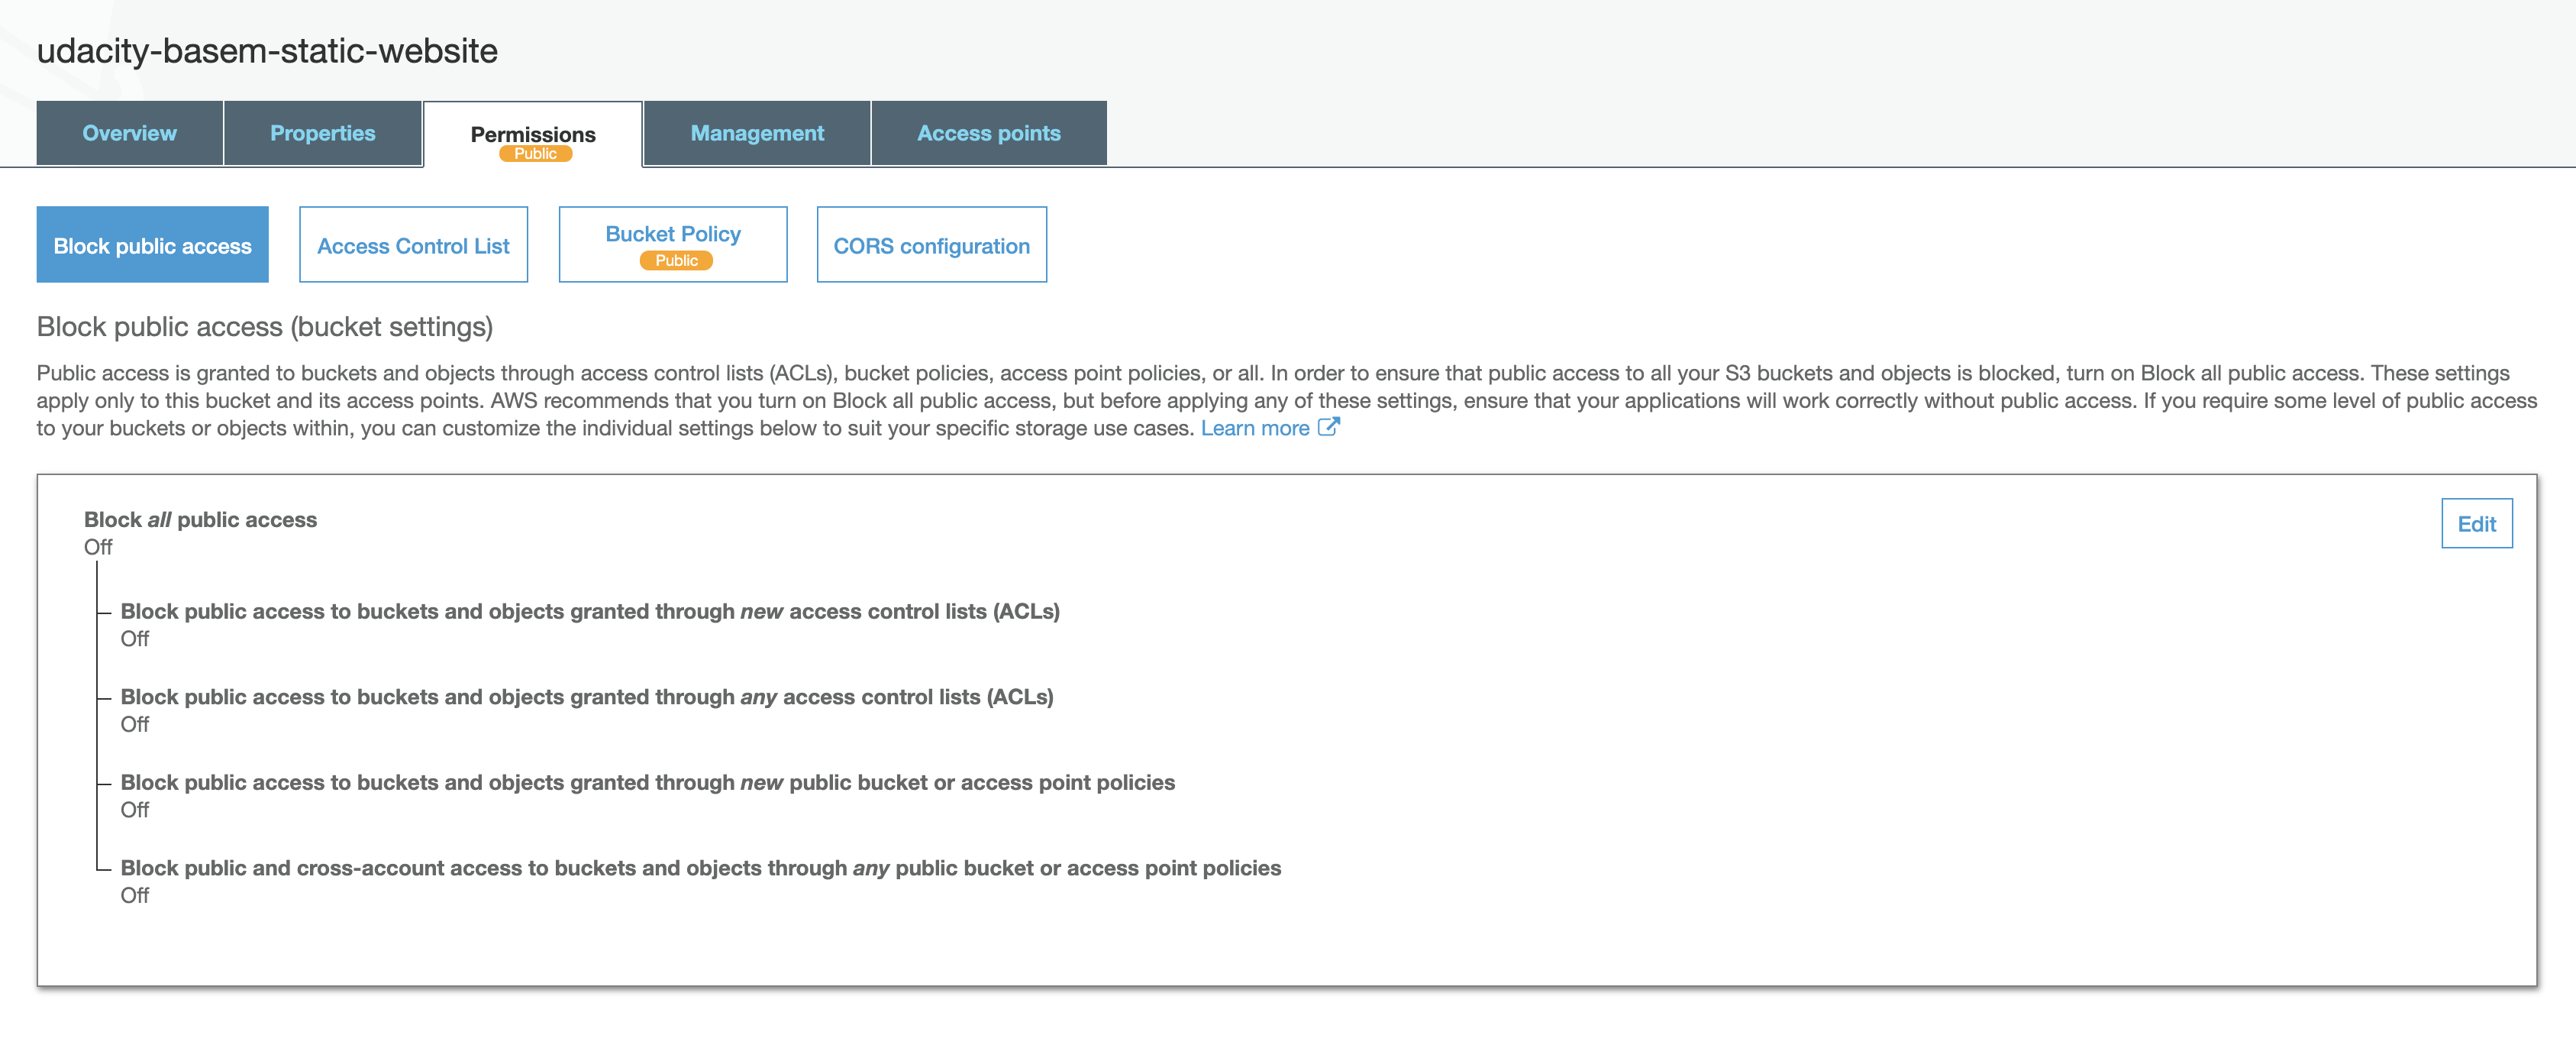 udacity-basem-static-website
Overview
Properties
Permissions
Public
Management
Access points
Block public access
Access Control List
Bucket Policy
Public
CORS configuration
Block public access (bucket settings)
Public access is granted to buckets and objects through access control lists (ACLs), bucket policies, access point policies, or all. In order to ensure that public access to all your S3 buckets and objects is blocked, turn on Block all public access. These settings
apply only to this bucket and its access points. AWS recommends that you turn on Block all public access, but before applying any of these settings, ensure that your applications will work correctly without public access. If you require some level of public access
to your buckets or objects within, you can customize the individual settings below to suit your specific storage use cases. Learn more
Block all public access
Edit
Off
Block public access to buckets and objects granted through new access control lists (ACLs)
Off
Block public access to buckets and objects granted through any access control lists (ACLs)
Off
Block public access to buckets and objects granted through new public bucket or access point policies
Off
Block public and cross-account access to buckets and objects through any public bucket or access point policies
Off